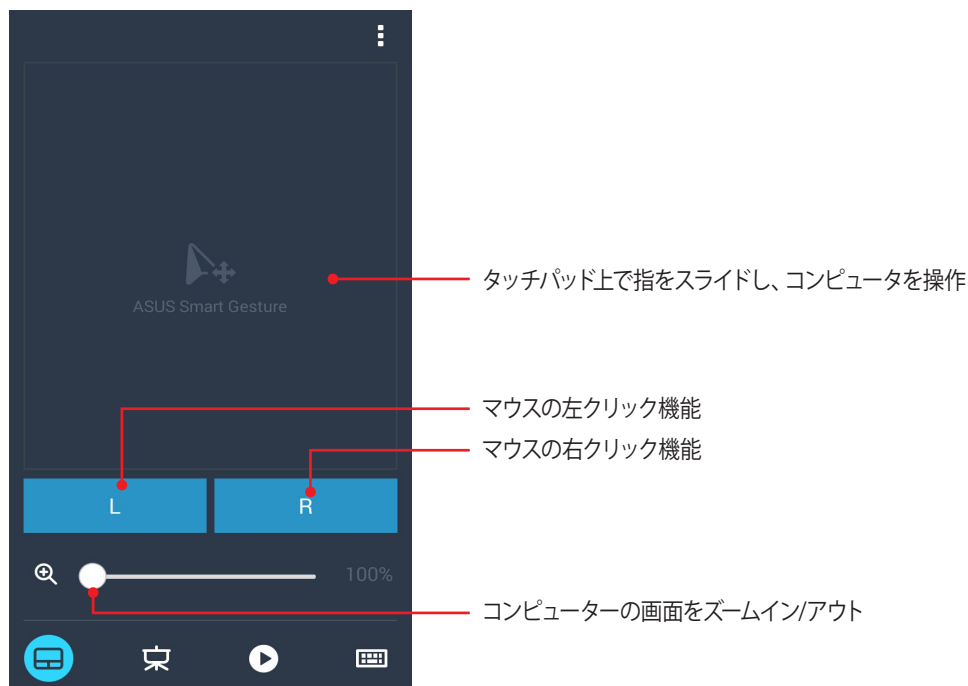 ASUS Smart Gesture
タッチパッド上で指をスライドし、コンピュータを操作
マウスの左クリック機能
マウスの右クリック機能
L
R
100%
コンピューターの画面をズームイン/アウト